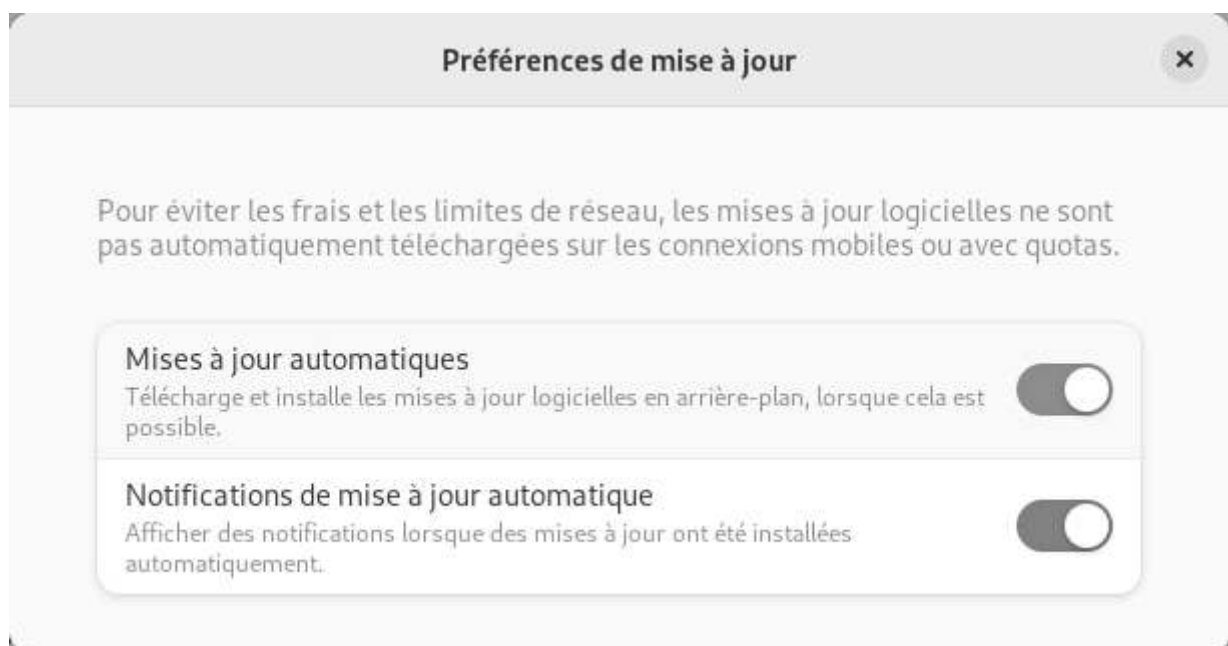 Préférences de mise à jour
Pour éviter les frais et les limites de réseau, les mises à jour logicielles ne sont
pas automatiquement téléchargées sur les connexions mobiles ou avec quotas.
Mises à jour automatiques
Télécharge et installe les mises à jour logicielles en arrière-plan, lorsque cela est
possible.
Notifications de mise à jour automatique
Afficher des notifications lorsque des mises à jour ont été installées
automatiquement.